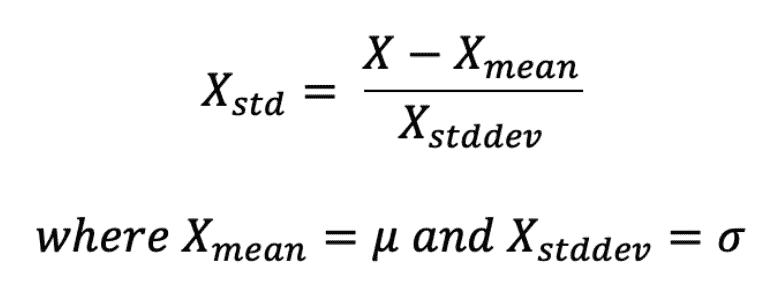 X_std = (X − X_mean) / X_stddev
where X_mean = μ and X_stddev = σ